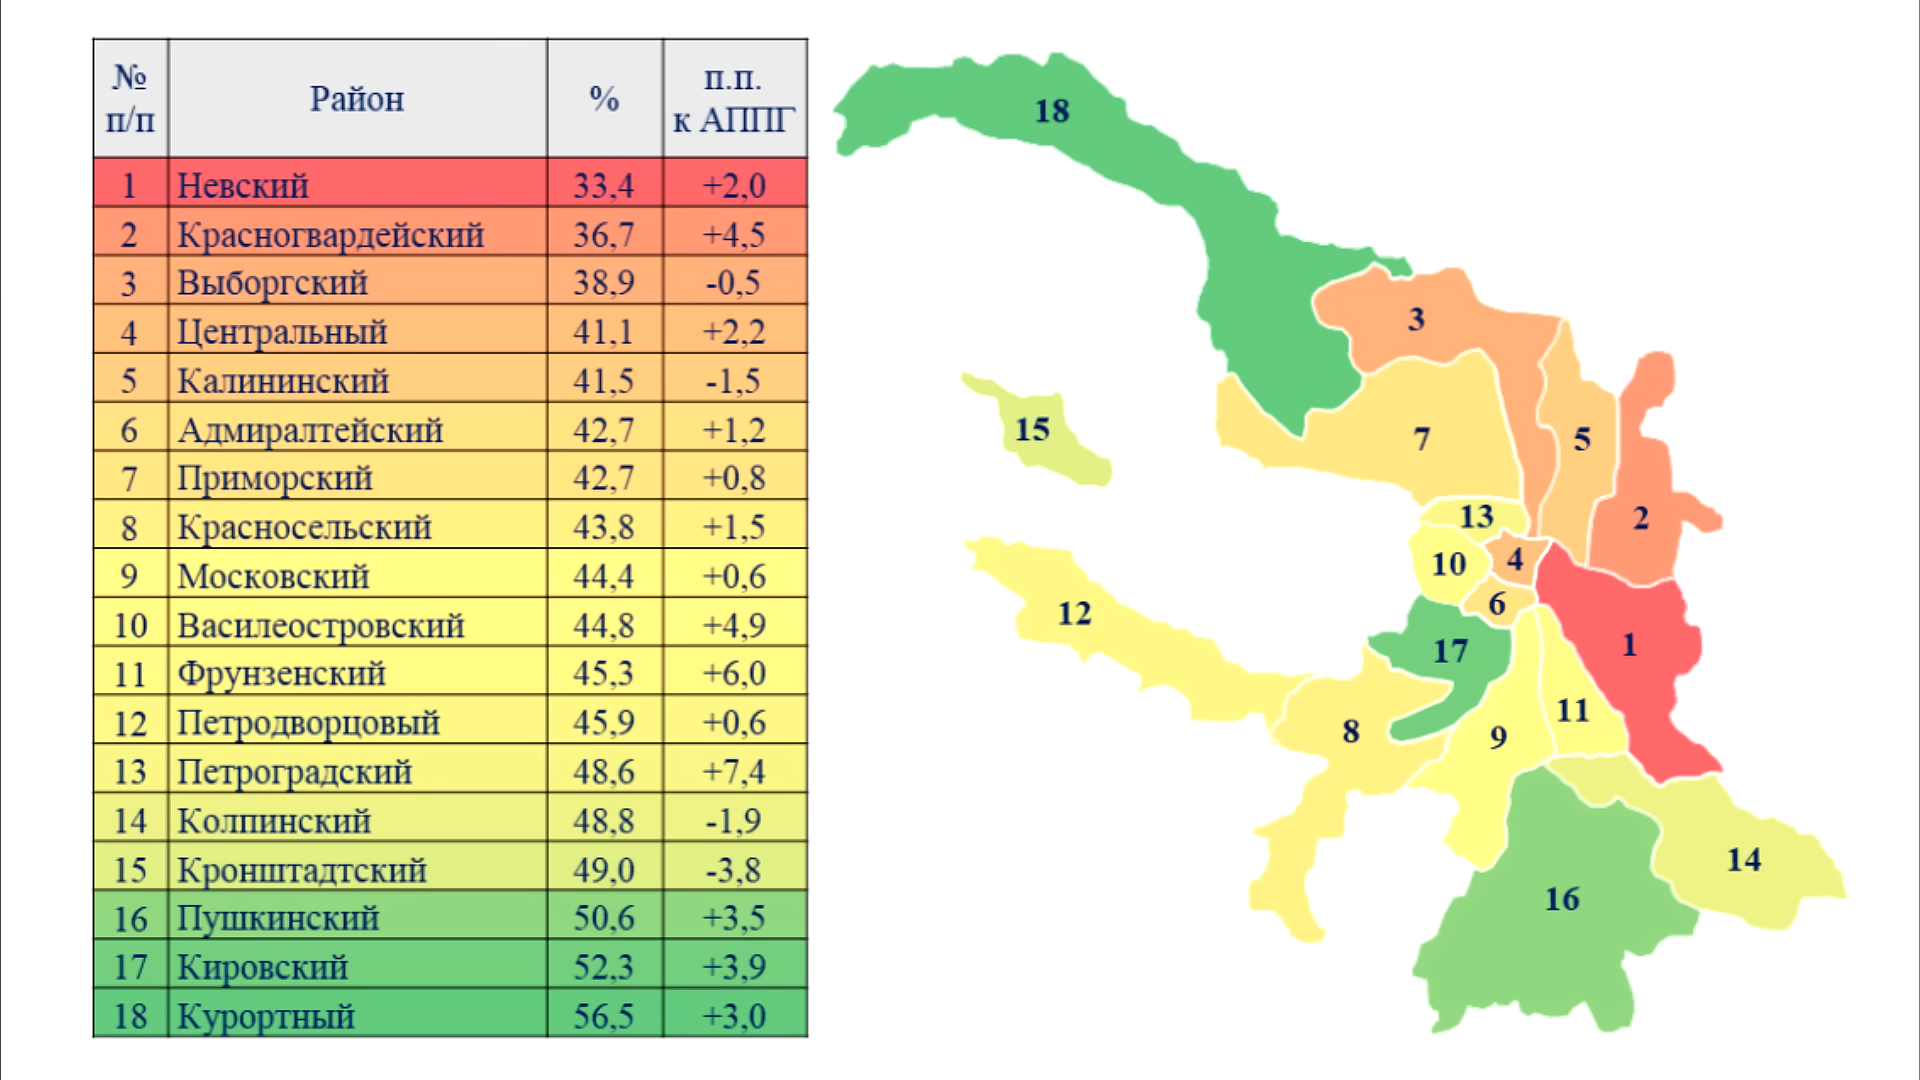 № п/п Район % п.п. к АППГ
1 Невский 33,4 +2,0
2 Красногвардейский 36,7 +4,5
3 Выборгский 38,9 -0,5
4 Центральный 41,1 +2,2
5 Калининский 41,5 -1,5
6 Адмиралтейский 42,7 +1,2
7 Приморский 42,7 +0,8
8 Красносельский 43,8 +1,5
9 Московский 44,4 +0,6
10 Василеостровский 44,8 +4,9
11 Фрунзенский 45,3 +6,0
12 Петродворцовый 45,9 +0,6
13 Петроградский 48,6 +7,4
14 Колпинский 48,8 -1,9
15 Кронштадтский 49,0 -3,8
16 Пушкинский 50,6 +3,5
17 Кировский 52,3 +3,9
18 Курортный 56,5 +3,0
18
3
15
7
5
13
2
10
4
6
12
17
1
8
9
11
14
16